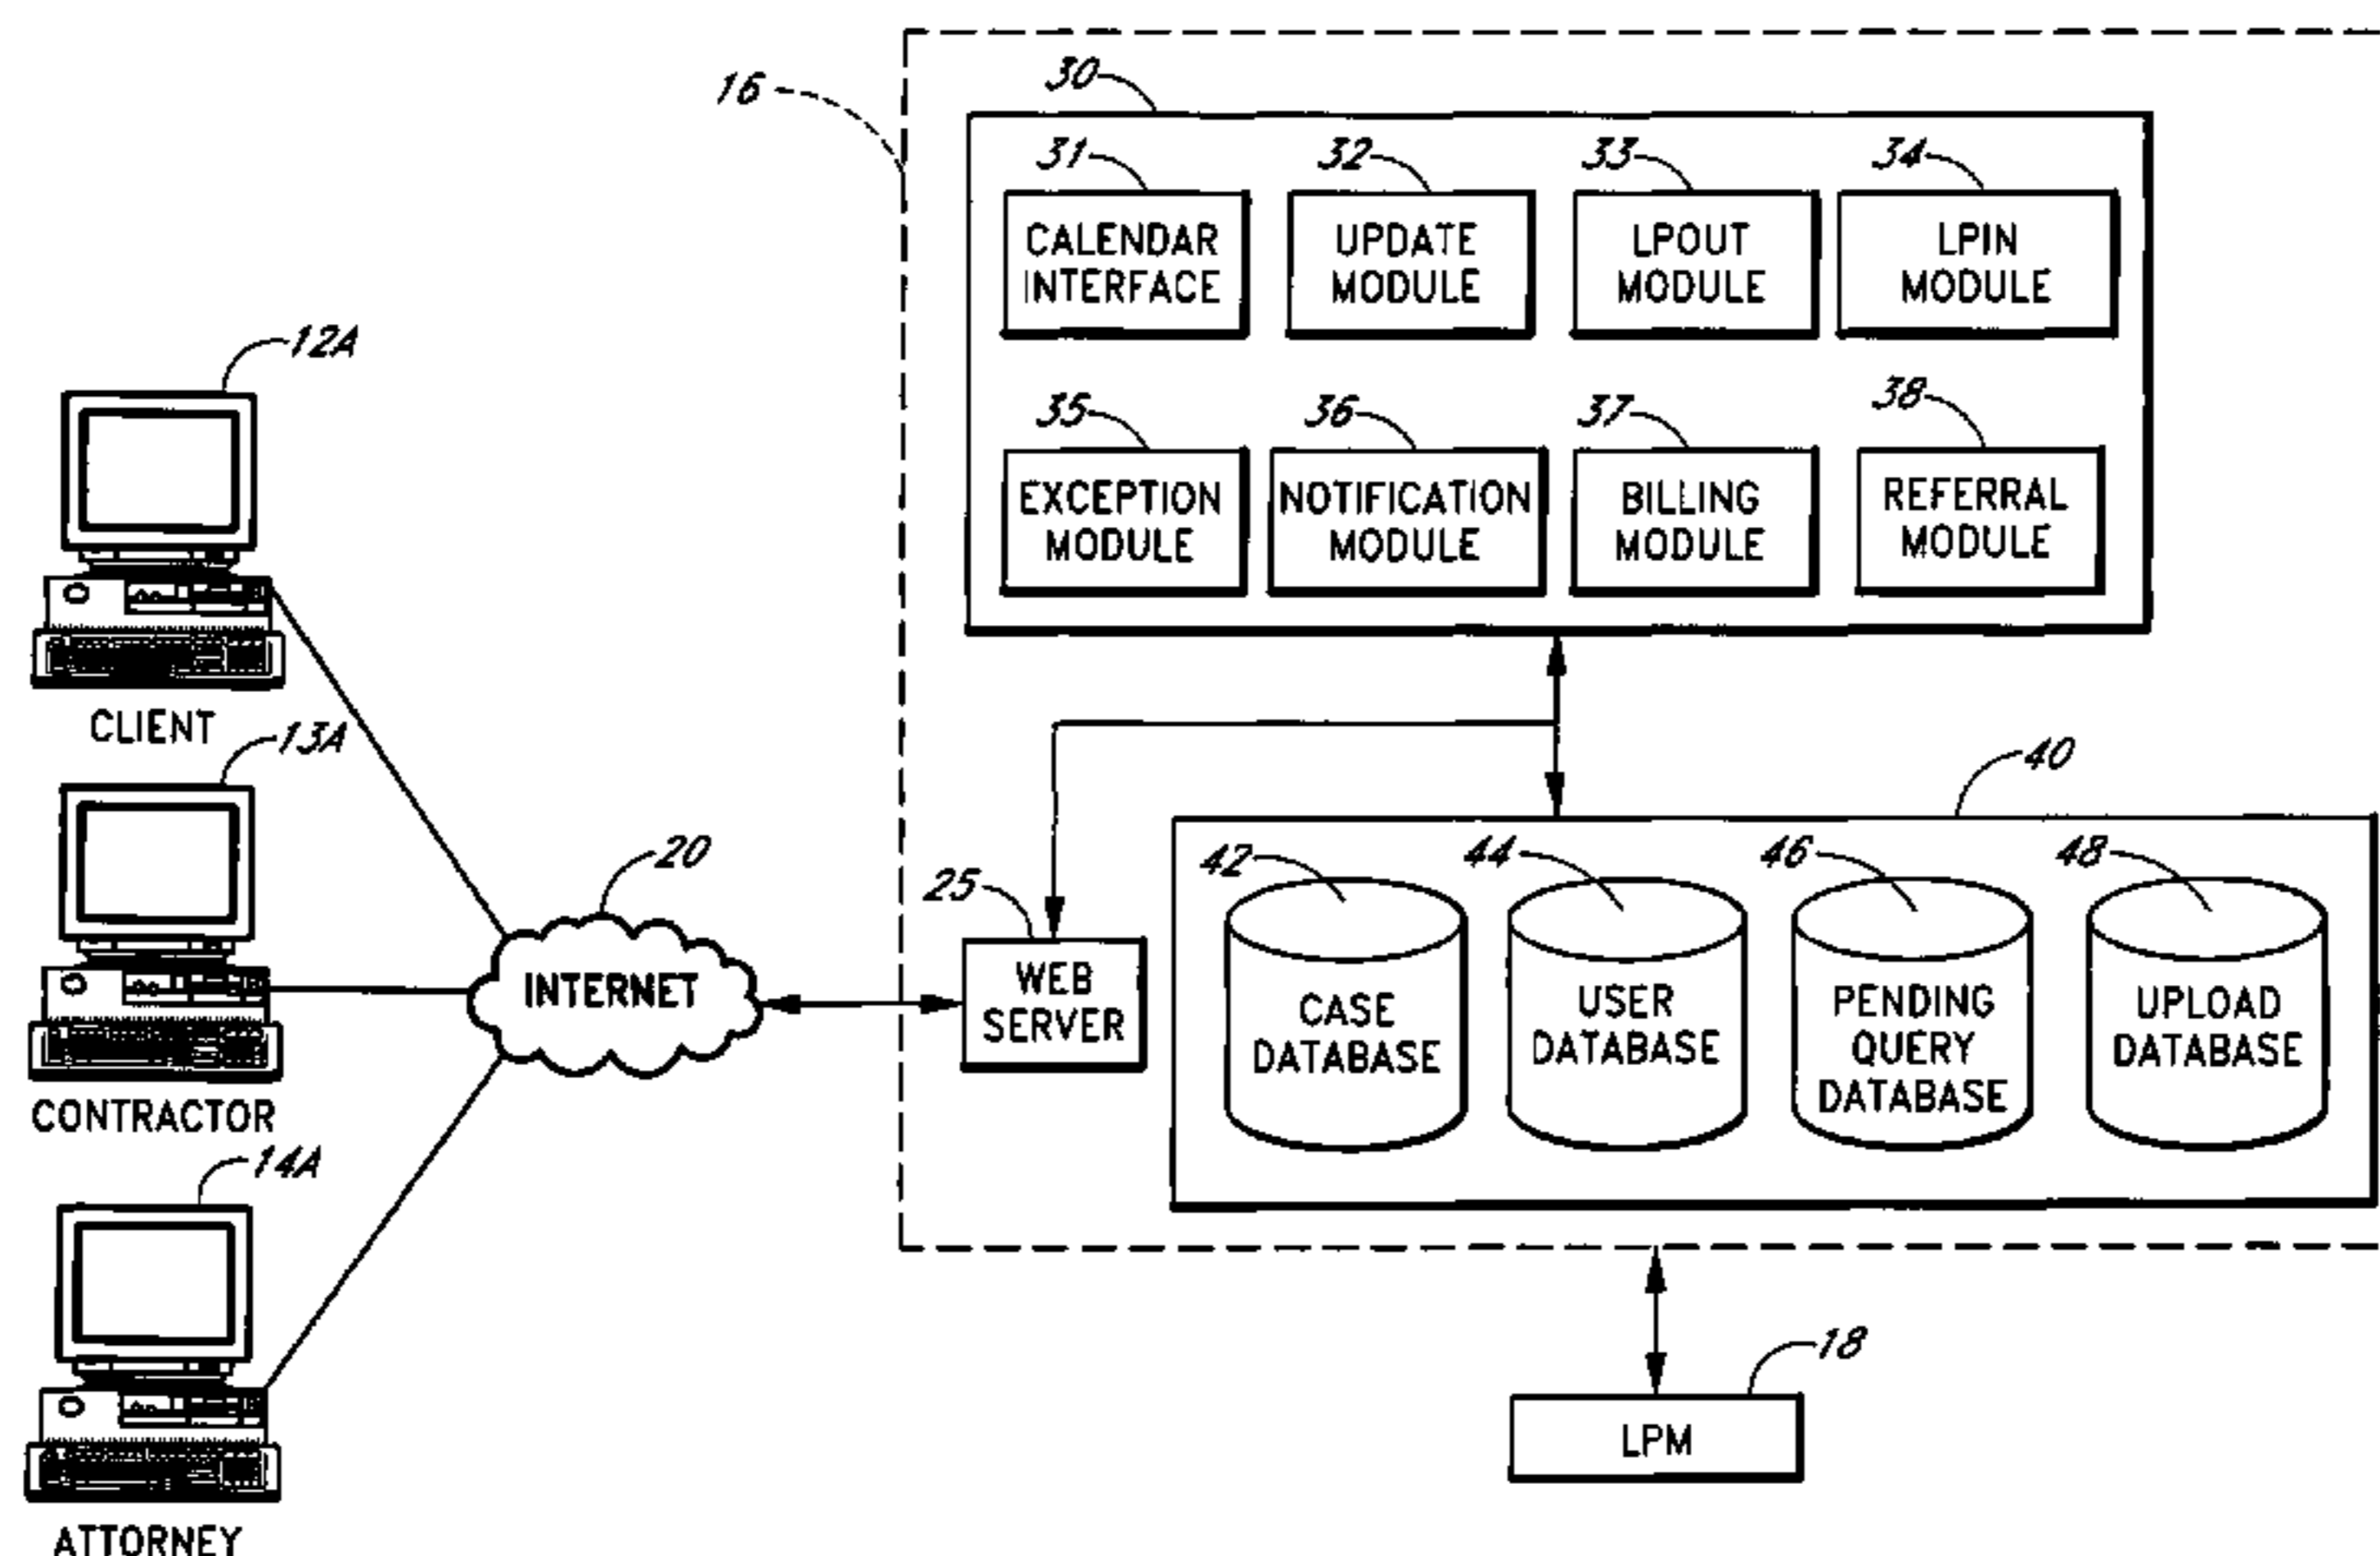 16
30
31
32
33
34
CALENDAR
INTERFACE
UPDATE
MODULE
LPOUT
MODULE
LPIN
MODULE
35
36
37
38
EXCEPTION
MODULE
NOTIFICATION
MODULE
BILLING
MODULE
REFERRAL
MODULE
12A
CLIENT
13A
CONTRACTOR
14A
ATTORNEY
20
INTERNET
25
WEB
SERVER
40
42
44
46
48
CASE
DATABASE
USER
DATABASE
PENDING
QUERY
DATABASE
UPLOAD
DATABASE
18
LPM